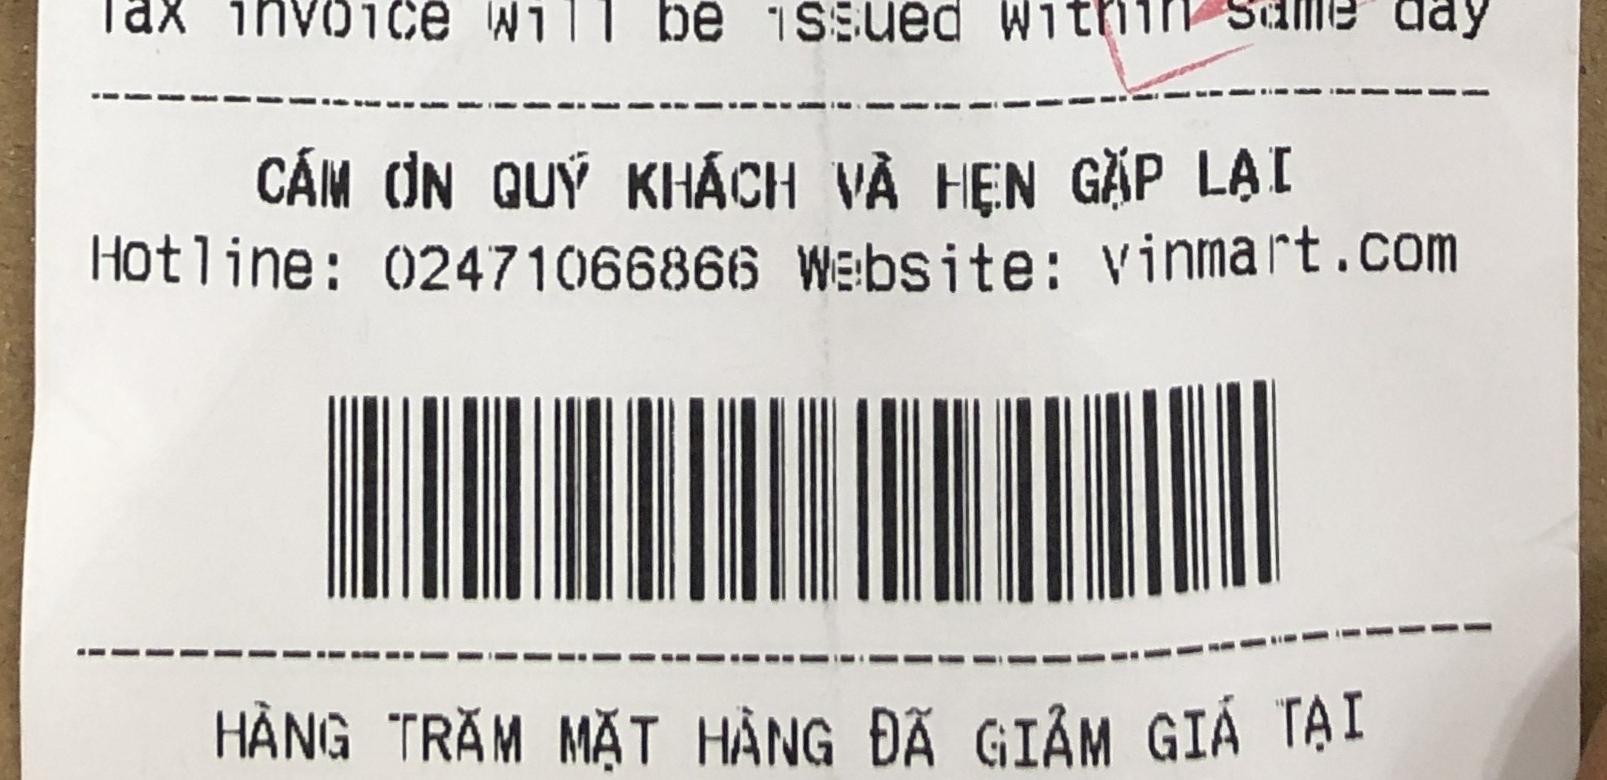 Tax invoice will be issued within same day
CÁM ƠN QUÝ KHÁCH VÀ HẸN GẶP LẠI
Hotline: 02471066866 Website: vinmart.com
HÀNG TRĂM MẶT HÀNG ĐÃ GIẢM GIÁ TẠI